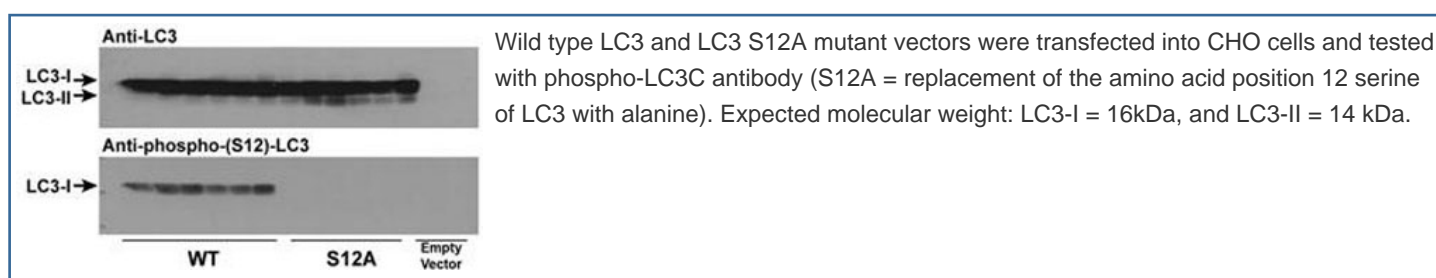 Anti-LC3
LC3-I
LC3-II
Anti-phospho-(S12)-LC3
LC3-I
WT
S12A
Empty
Vector
Wild type LC3 and LC3 S12A mutant vectors were transfected into CHO cells and tested
with phospho-LC3C antibody (S12A = replacement of the amino acid position 12 serine
of LC3 with alanine). Expected molecular weight: LC3-I = 16kDa, and LC3-II = 14 kDa.